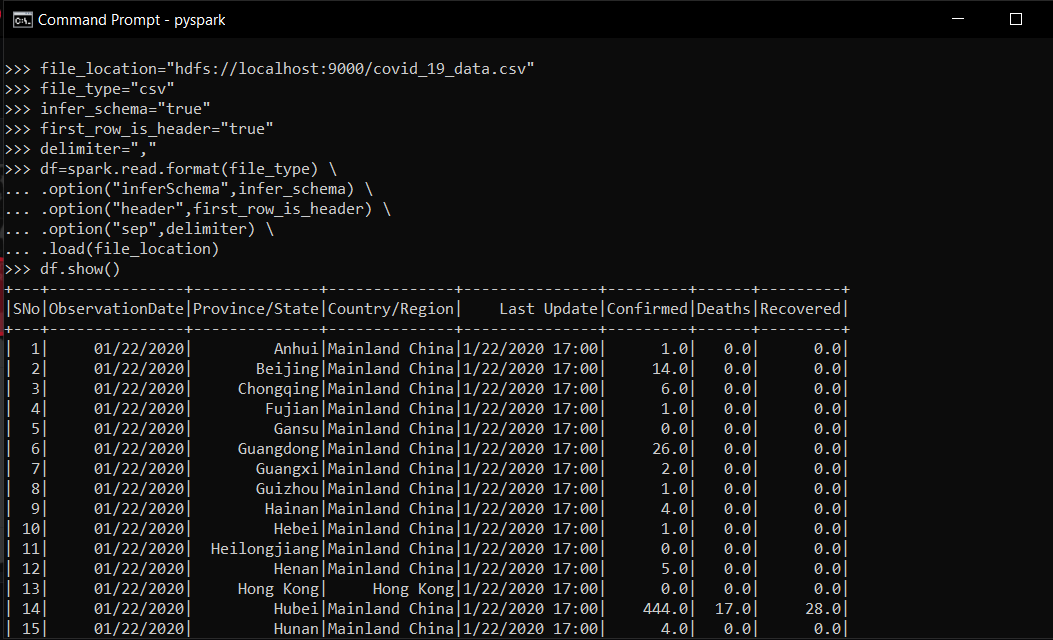 Command Prompt - pyspark
>>> file_location="hdfs://localhost:9000/covid_19_data.csv"
>>> file_type="csv"
>>> infer_schema="true"
>>> first_row_is_header="true"
>>> delimiter=","
>>> df=spark.read.format(file_type) \
... .option("inferSchema",infer_schema) \
... .option("header",first_row_is_header) \
... .option("sep",delimiter) \
... .load(file_location)
>>> df.show()
+---+---------------+--------------+--------------+---------------+---------+------+---------+
|SNo|ObservationDate|Province/State|Country/Region|    Last Update|Confirmed|Deaths|Recovered|
+---+---------------+--------------+--------------+---------------+---------+------+---------+
|  1|     01/22/2020|         Anhui|Mainland China|1/22/2020 17:00|      1.0|   0.0|      0.0|
|  2|     01/22/2020|       Beijing|Mainland China|1/22/2020 17:00|     14.0|   0.0|      0.0|
|  3|     01/22/2020|     Chongqing|Mainland China|1/22/2020 17:00|      6.0|   0.0|      0.0|
|  4|     01/22/2020|        Fujian|Mainland China|1/22/2020 17:00|      1.0|   0.0|      0.0|
|  5|     01/22/2020|         Gansu|Mainland China|1/22/2020 17:00|      0.0|   0.0|      0.0|
|  6|     01/22/2020|     Guangdong|Mainland China|1/22/2020 17:00|     26.0|   0.0|      0.0|
|  7|     01/22/2020|       Guangxi|Mainland China|1/22/2020 17:00|      2.0|   0.0|      0.0|
|  8|     01/22/2020|       Guizhou|Mainland China|1/22/2020 17:00|      1.0|   0.0|      0.0|
|  9|     01/22/2020|        Hainan|Mainland China|1/22/2020 17:00|      4.0|   0.0|      0.0|
| 10|     01/22/2020|         Hebei|Mainland China|1/22/2020 17:00|      1.0|   0.0|      0.0|
| 11|     01/22/2020|  Heilongjiang|Mainland China|1/22/2020 17:00|      0.0|   0.0|      0.0|
| 12|     01/22/2020|         Henan|Mainland China|1/22/2020 17:00|      5.0|   0.0|      0.0|
| 13|     01/22/2020|     Hong Kong|     Hong Kong|1/22/2020 17:00|      0.0|   0.0|      0.0|
| 14|     01/22/2020|         Hubei|Mainland China|1/22/2020 17:00|    444.0|  17.0|     28.0|
| 15|     01/22/2020|         Hunan|Mainland China|1/22/2020 17:00|      4.0|   0.0|      0.0|